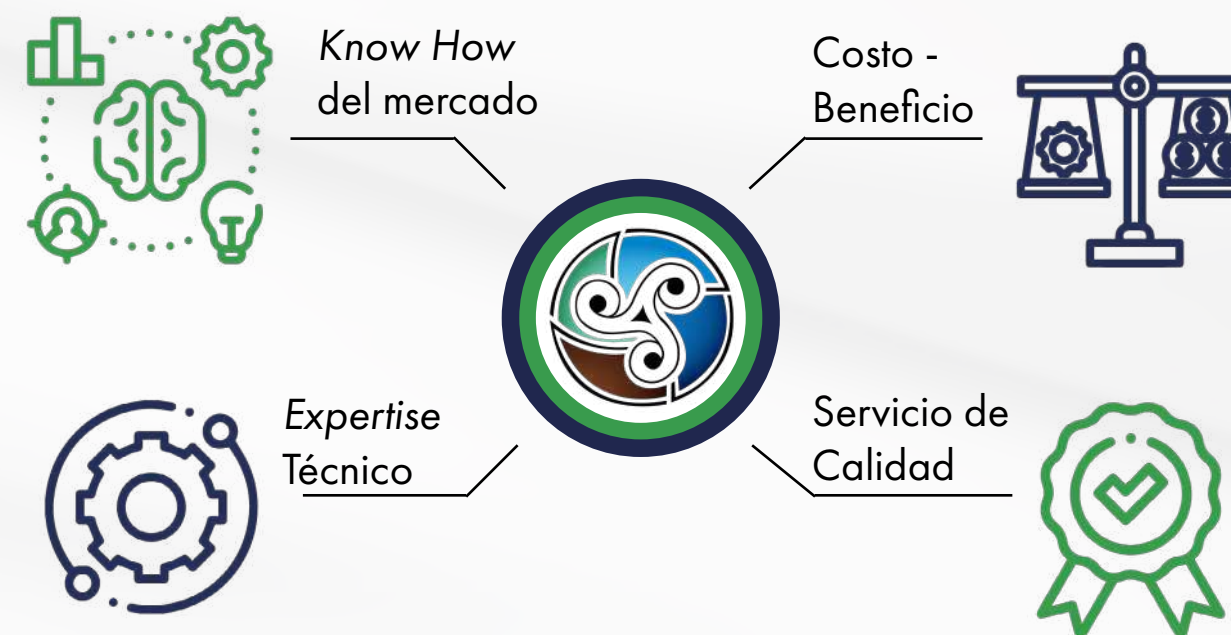 Know How
del mercado
Costo -
Beneficio
Expertise
Técnico
Servicio de
Calidad